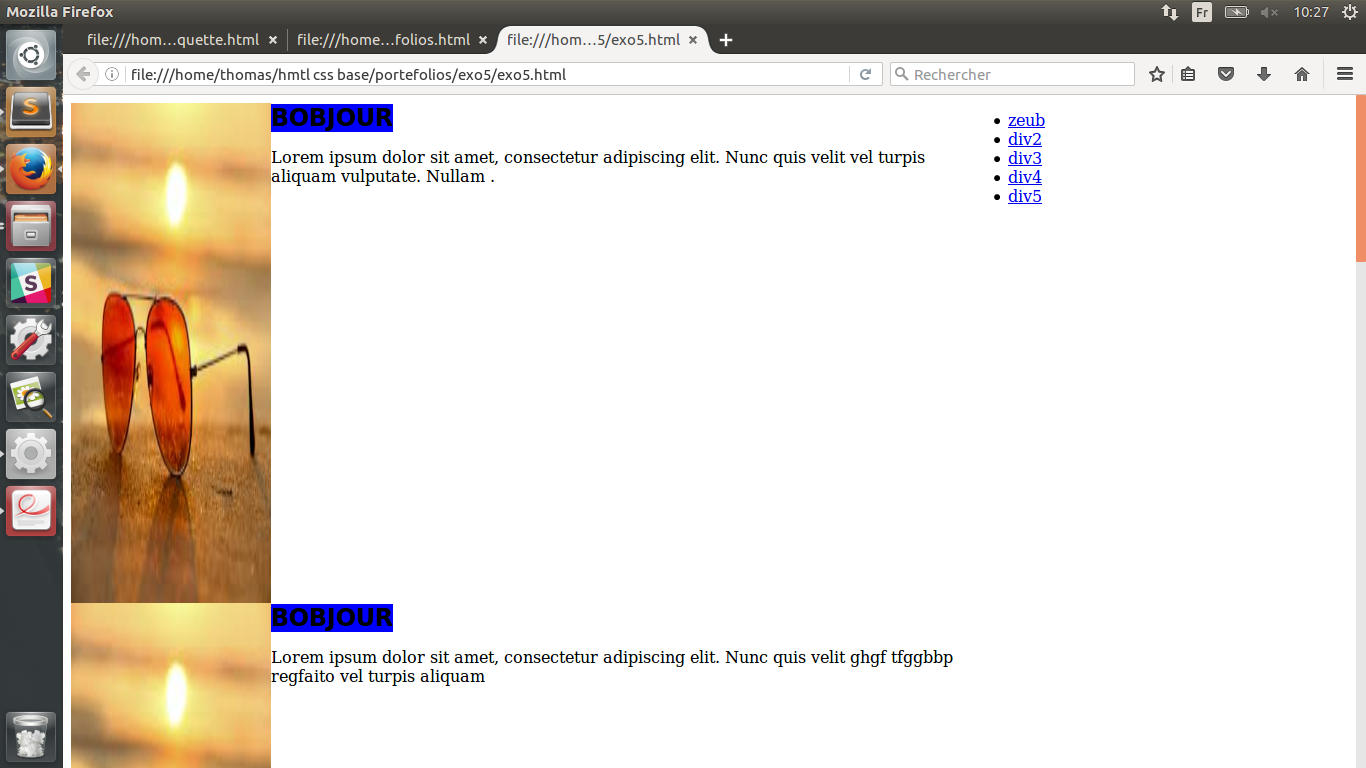 Mozilla Firefox
Fr
10:27
file:///hom...quette.html
file:///home...folios.html
file:///hom...5/exo5.html
file:///home/thomas/hmtl css base/portefolios/exo5/exo5.html
Rechercher
BOBJOUR
Lorem ipsum dolor sit amet, consectetur adipiscing elit. Nunc quis velit vel turpis
aliquam vulputate. Nullam .
zeub
div2
div3
div4
div5
BOBJOUR
Lorem ipsum dolor sit amet, consectetur adipiscing elit. Nunc quis velit ghgf tfggbbp
regfaito vel turpis aliquam